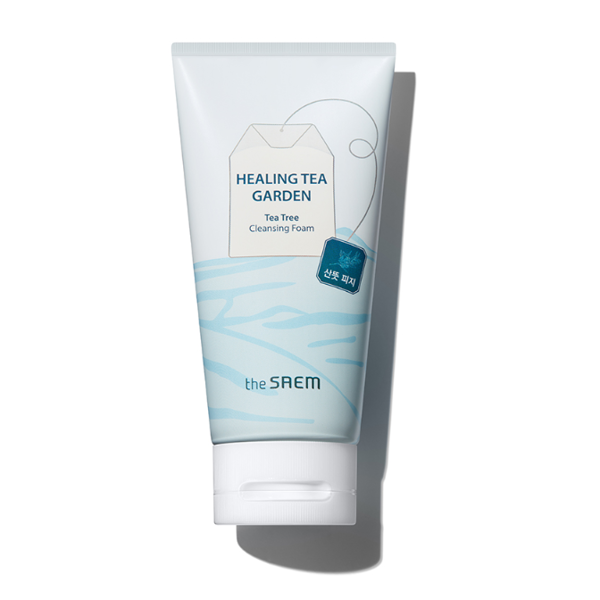 HEALING TEA
GARDEN
Tea Tree
Cleansing Foam
산뜻 피지
the SAEM